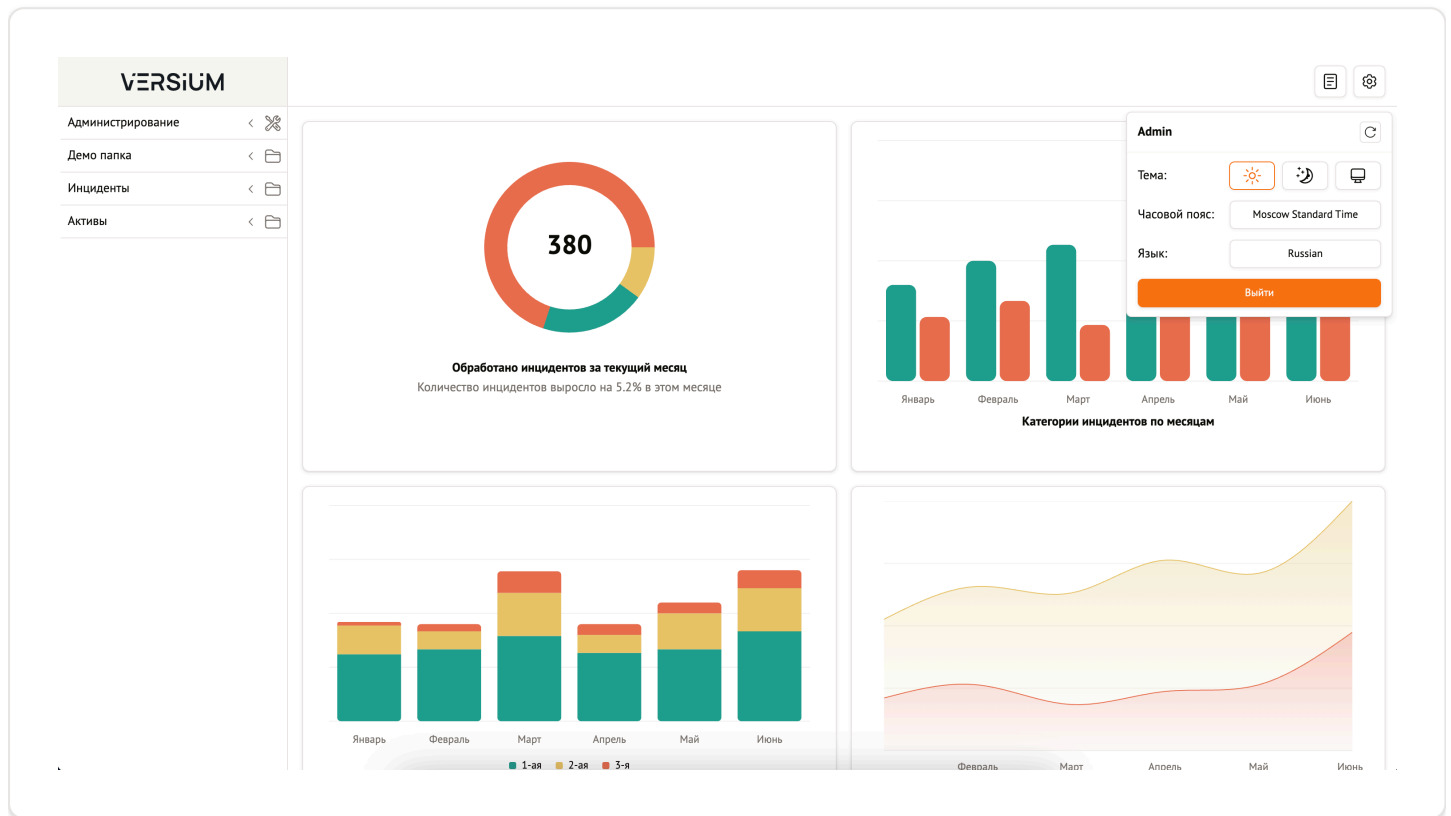 VERSiUM
Администрирование
Демо папка
Инциденты
Активы
380
Обработано инцидентов за текущий месяц
Количество инцидентов выросло на 5.2% в этом месяце
Admin
Тема:
Часовой пояс: Moscow Standard Time
Язык: Russian
Выйти
Январь Февраль Март Апрель Май Июнь
Категории инцидентов по месяцам
Январь Февраль Март Апрель Май Июнь
1-ая 2-ая 3-я
Февраль Март Апрель Май Июнь